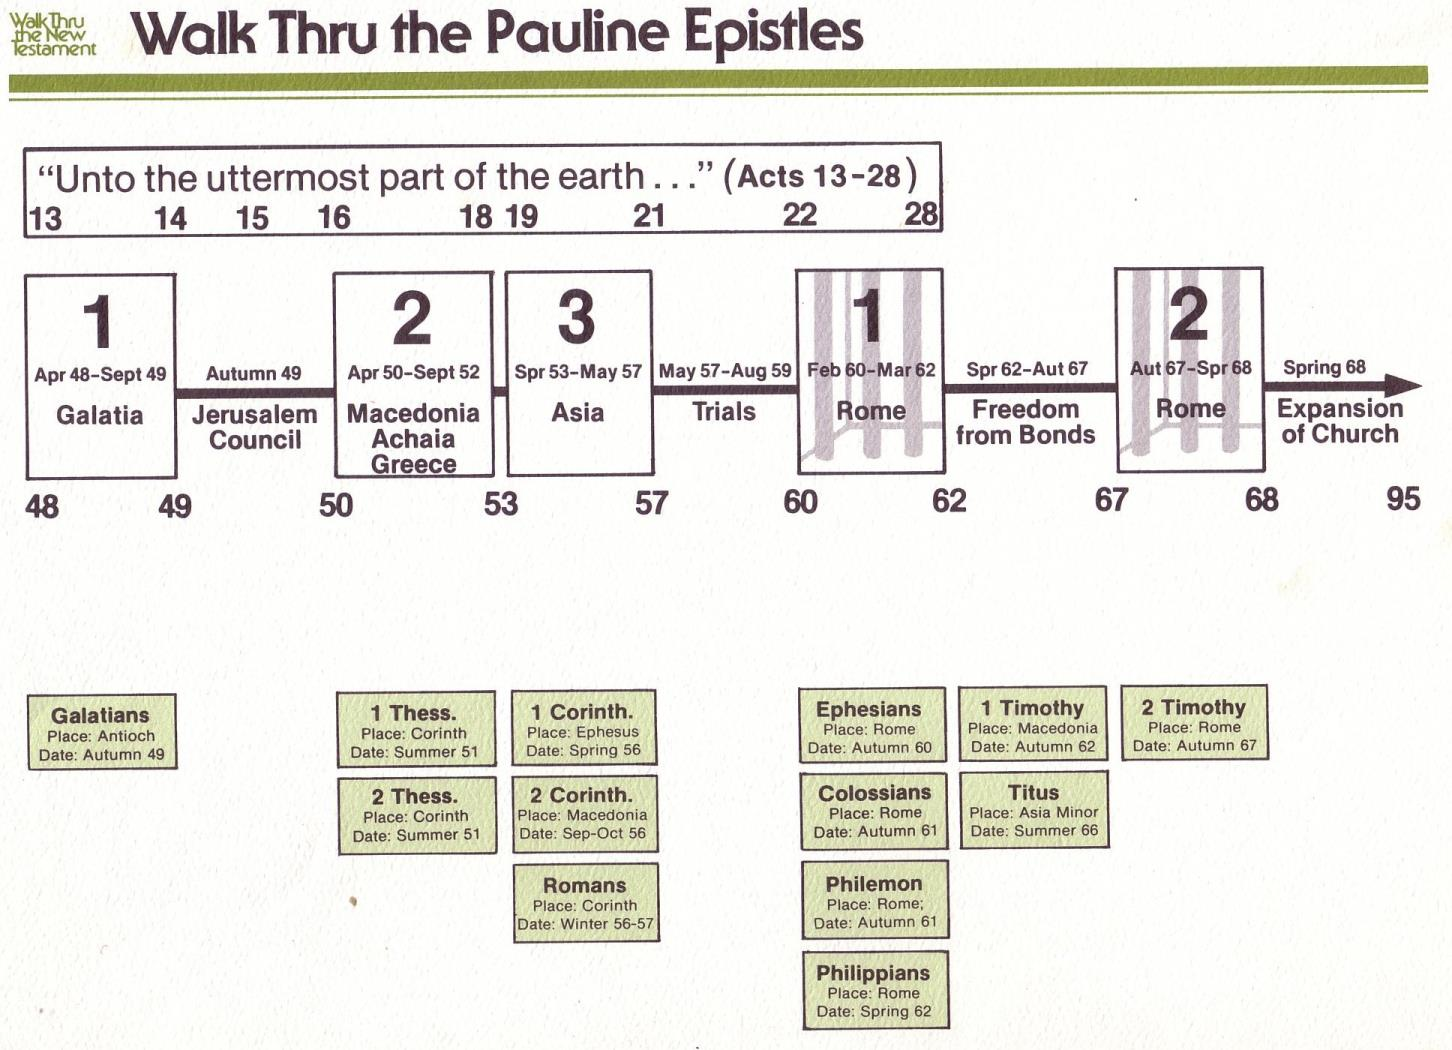 Walk Thru
the New
Testament
Walk Thru the Pauline Epistles
“Unto the uttermost part of the earth . . .” (Acts 13-28)
13 14 15 16 18 19 21 22 28
1
Apr 48-Sept 49
Galatia
Autumn 49
Jerusalem
Council
2
Apr 50-Sept 52
Macedonia
Achaia
Greece
3
Spr 53-May 57
Asia
May 57-Aug 59
Trials
1
Feb 60-Mar 62
Rome
Spr 62-Aut 67
Freedom
from Bonds
2
Aut 67-Spr 68
Rome
Spring 68
Expansion
of Church
48 49 50 53 57 60 62 67 68 95
Galatians
Place: Antioch
Date: Autumn 49
1 Thess.
Place: Corinth
Date: Summer 51
2 Thess.
Place: Corinth
Date: Summer 51
1 Corinth.
Place: Ephesus
Date: Spring 56
2 Corinth.
Place: Macedonia
Date: Sep-Oct 56
Romans
Place: Corinth
Date: Winter 56-57
Ephesians
Place: Rome
Date: Autumn 60
Colossians
Place: Rome
Date: Autumn 61
Philemon
Place: Rome;
Date: Autumn 61
Philippians
Place: Rome
Date: Spring 62
1 Timothy
Place: Macedonia
Date: Autumn 62
Titus
Place: Asia Minor
Date: Summer 66
2 Timothy
Place: Rome
Date: Autumn 67